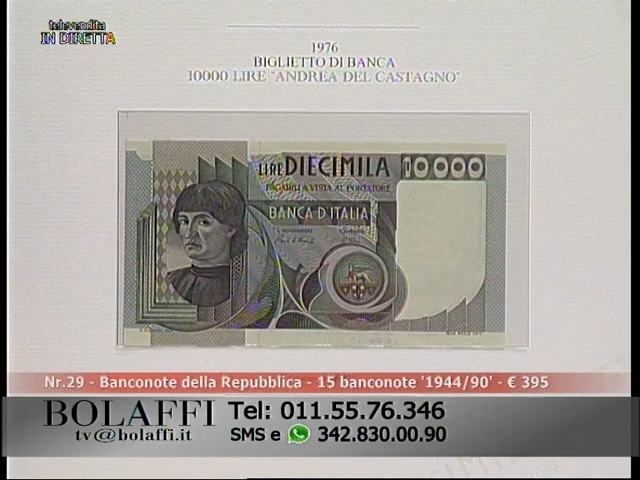 televendita
IN DIRETTA
1976
BIGLIETTO DI BANCA
10000 LIRE "ANDREA DEL CASTAGNO"
LIRE DIECIMILA 10000
PAGABILI A VISTA AL PORTATORE
BANCA D'ITALIA
Nr.29 - Banconote della Repubblica - 15 banconote '1944/90' - € 395
BOLAFFI
tv@bolaffi.it
Tel: 011.55.76.346
SMS e 342.830.00.90